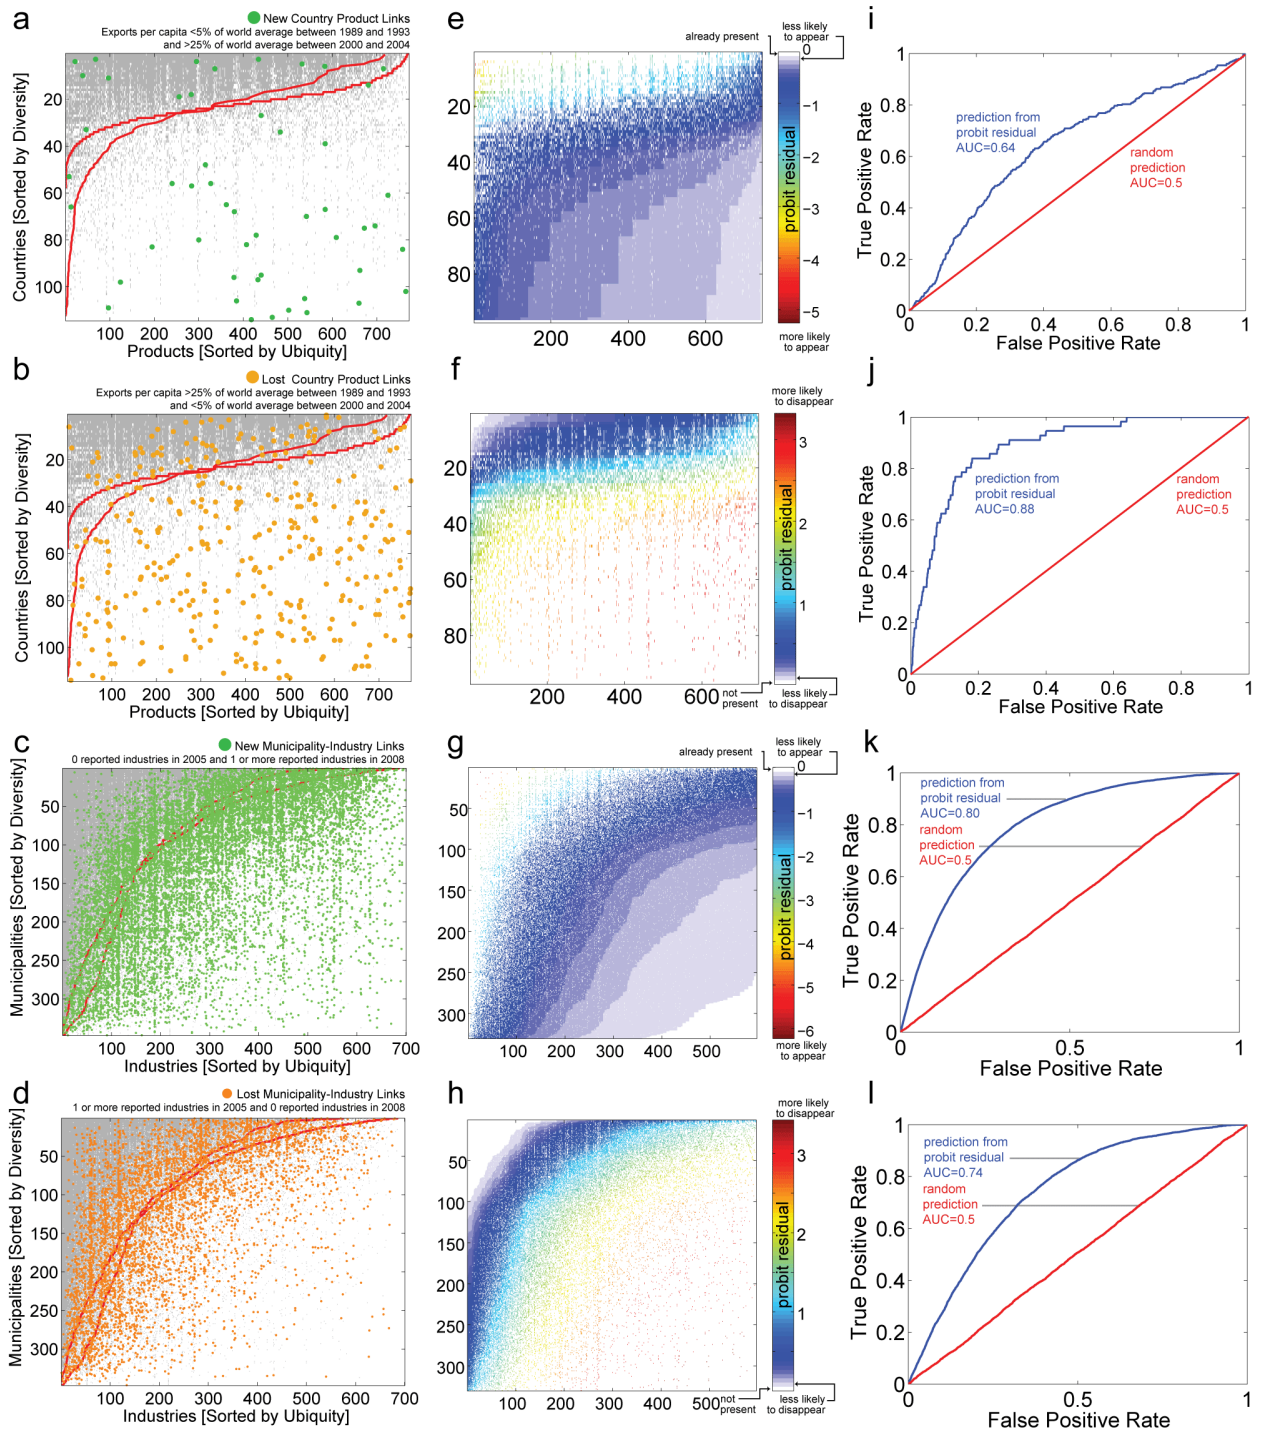 a
New Country Product Links
Exports per capita <5% of world average between 1989 and 1993
and >25% of world average between 2000 and 2004
Countries [Sorted by Diversity]
20
40
60
80
100
100 200 300 400 500 600 700
Products [Sorted by Ubiquity]
e
already present
less likely
to appear
20
40
60
80
200 400 600
probit residual
0
−1
−2
−3
−4
−5
more likely
to appear
i
True Positive Rate
1
0.8
0.6
0.4
0.2
0
prediction from
probit residual
AUC=0.64
random
prediction
AUC=0.5
0 0.2 0.4 0.6 0.8 1
False Positive Rate
b
Lost Country Product Links
Exports per capita >25% of world average between 1989 and 1993
and <5% of world average between 2000 and 2004
Countries [Sorted by Diversity]
20
40
60
80
100
100 200 300 400 500 600 700
Products [Sorted by Ubiquity]
f
more likely
to disappear
20
40
60
80
200 400 600
probit residual
3
2
1
not
present
less likely
to disappear
j
True Positive Rate
1
0.8
0.6
0.4
0.2
0
prediction from
probit residual
AUC=0.88
random
prediction
AUC=0.5
0 0.2 0.4 0.6 0.8 1
False Positive Rate
c
New Municipality-Industry Links
0 reported industries in 2005 and 1 or more reported industries in 2008
Municipalities [Sorted by Diversity]
50
100
150
200
250
300
100 200 300 400 500 600 700
Industries [Sorted by Ubiquity]
g
already present
less likely
to appear
50
100
150
200
250
300
100 200 300 400 500
probit residual
0
−1
−2
−3
−4
−5
−6
more likely
to appear
k
True Positive Rate
1
0.8
0.6
0.4
0.2
0
prediction from
probit residual
AUC=0.80
random
prediction
AUC=0.5
0 0.5 1
False Positive Rate
d
Lost Municipality-Industry Links
1 or more reported industries in 2005 and 0 reported industries in 2008
Municipalities [Sorted by Diversity]
50
100
150
200
250
300
100 200 300 400 500 600 700
Industries [Sorted by Ubiquity]
h
more likely
to disappear
50
100
150
200
250
300
100 200 300 400 500
probit residual
3
2
1
not
present
less likely
to disappear
l
True Positive Rate
1
0.8
0.6
0.4
0.2
0
prediction from
probit residual
AUC=0.74
random
prediction
AUC=0.5
0 0.5 1
False Positive Rate